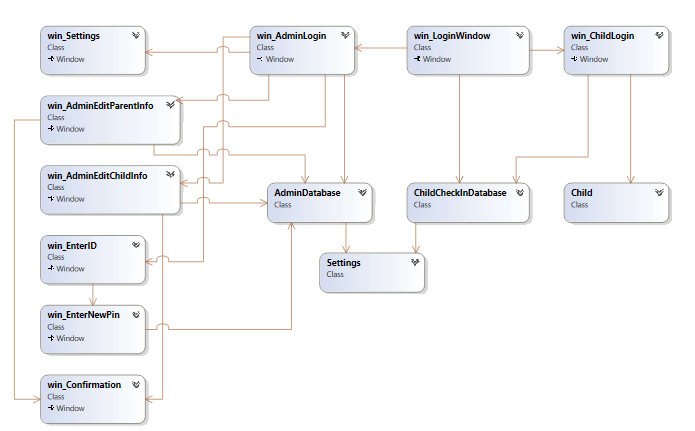 win_Settings
Class
Window
win_AdminLogin
Class
Window
win_LoginWindow
Class
Window
win_ChildLogin
Class
Window
win_AdminEditParentInfo
Class
Window
win_AdminEditChildInfo
Class
Window
AdminDatabase
Class
ChildCheckInDatabase
Class
Child
Class
win_EnterID
Class
Window
Settings
Class
win_EnterNewPin
Class
Window
win_Confirmation
Class
Window